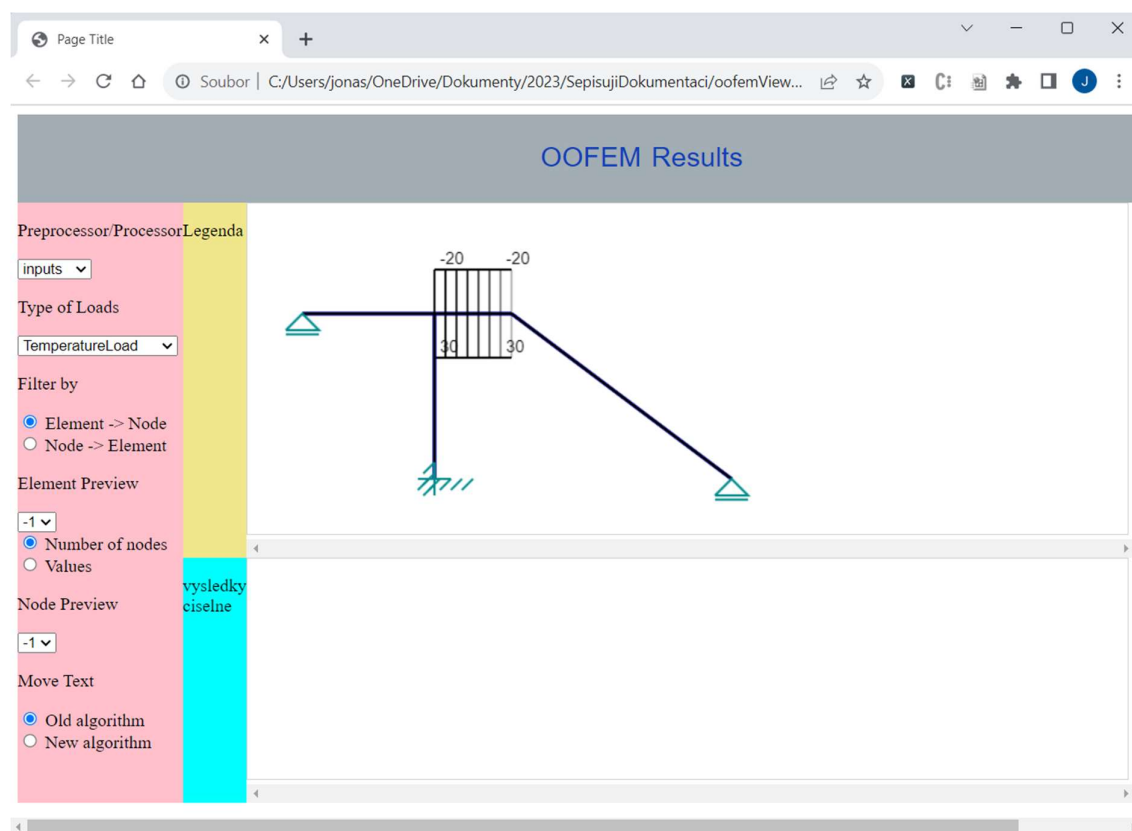 Page Title
Soubor | C:/Users/jonas/OneDrive/Dokumenty/2023/SepisujiDokumentaci/oofemView...
J
OOFEM Results
Preprocessor/Processor
inputs
Type of Loads
TemperatureLoad
Filter by
Element -> Node
Node -> Element
Element Preview
-1
Number of nodes
Values
Node Preview
-1
Move Text
Old algorithm
New algorithm
Legenda
vysledky
ciselne
-20 -20
30 30